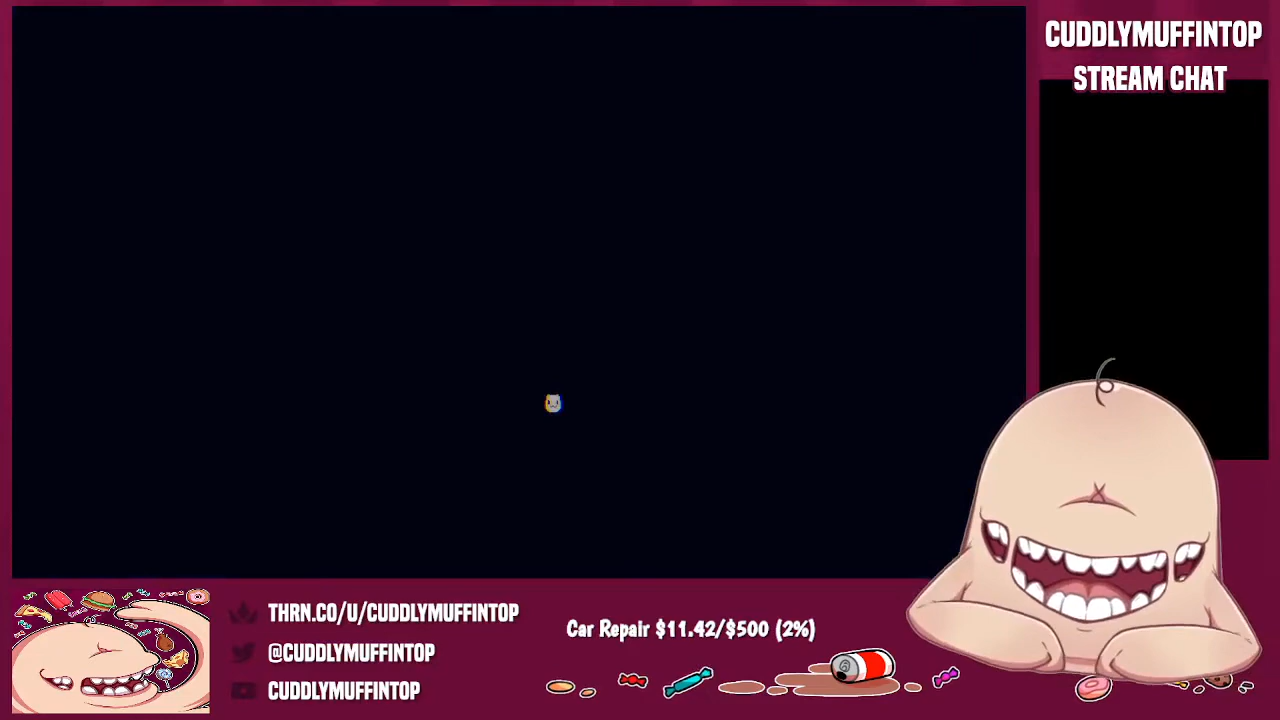 CUDDLYMUFFINTOP
STREAM CHAT
THRN.CO/U/CUDDLYMUFFINTOP
@CUDDLYMUFFINTOP
CUDDLYMUFFINTOP
Car Repair $11.42/$500 (2%)